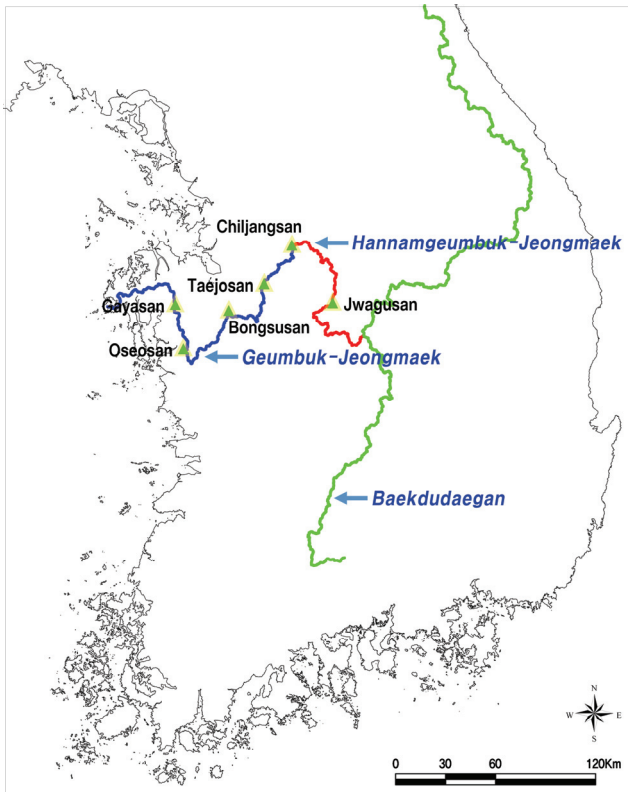 Chiljangsan
Hannamgeumbuk-Jeongmaek
Taejosan
Gayasan
Jwagusan
Bongsusan
Oseosan
Geumbuk-Jeongmaek
Baekdudaegan
N
W E
S
0 30 60 120Km